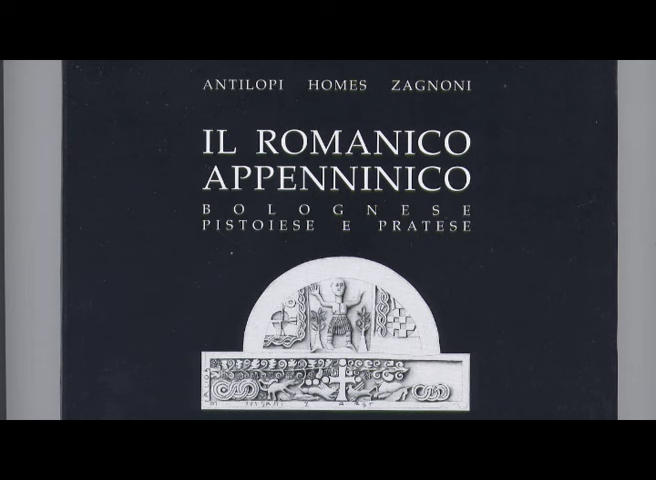 ANTILOPI HOMES ZAGNONI
IL ROMANICO
APPENNINICO
BOLOGNESE
PISTOIESE E PRATESE